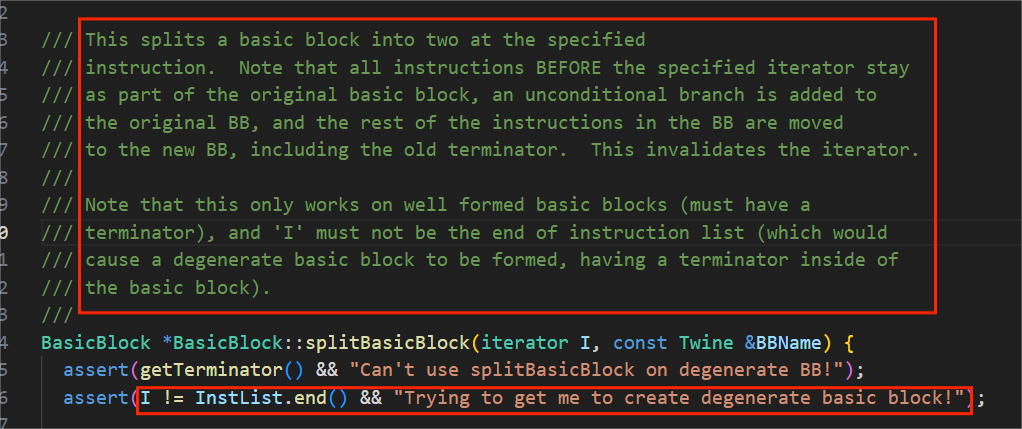 2
3 /// This splits a basic block into two at the specified
4 /// instruction.  Note that all instructions BEFORE the specified iterator stay
5 /// as part of the original basic block, an unconditional branch is added to
6 /// the original BB, and the rest of the instructions in the BB are moved
7 /// to the new BB, including the old terminator.  This invalidates the iterator.
8 ///
9 /// Note that this only works on well formed basic blocks (must have a
0 /// terminator), and 'I' must not be the end of instruction list (which would
1 /// cause a degenerate basic block to be formed, having a terminator inside of
2 /// the basic block).
3 ///
4 BasicBlock *BasicBlock::splitBasicBlock(iterator I, const Twine &BBName) {
5   assert(getTerminator() && "Can't use splitBasicBlock on degenerate BB!");
6   assert(I != InstList.end() && "Trying to get me to create degenerate basic block!");
7